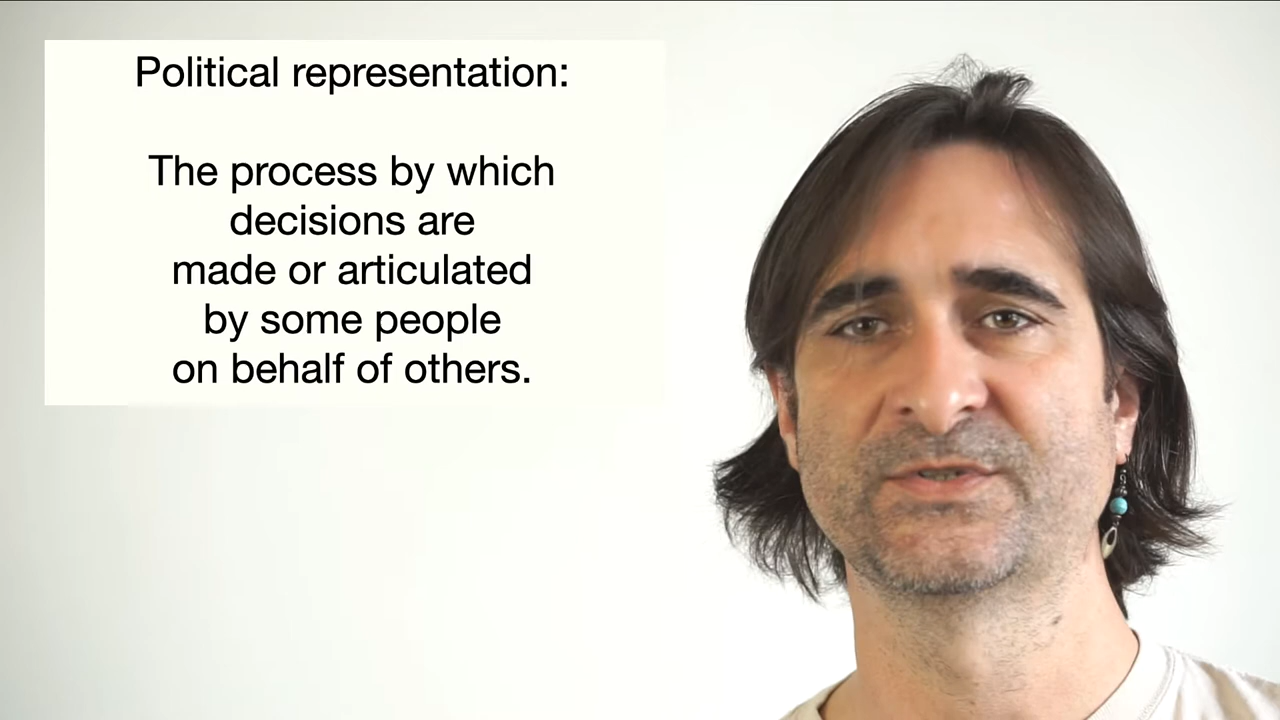 Political representation:
The process by which
decisions are
made or articulated
by some people
on behalf of others.